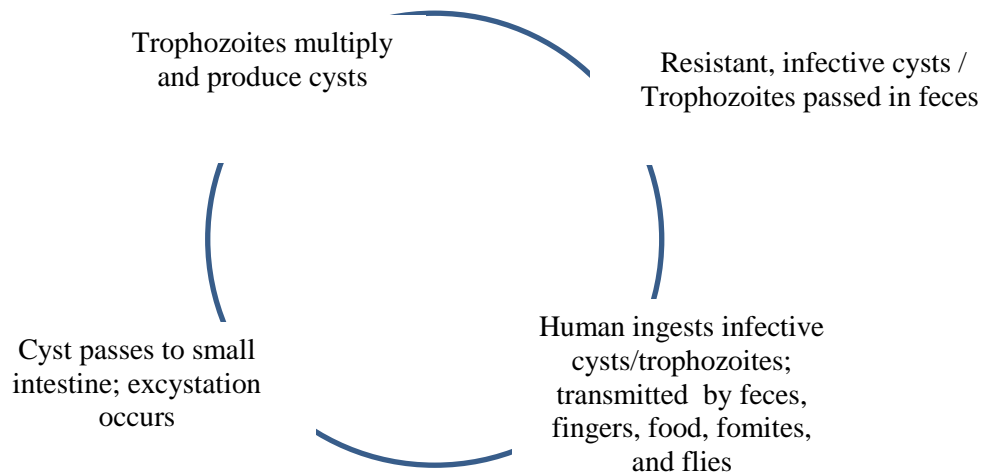 Trophozoites multiply
and produce cysts
Resistant, infective cysts /
Trophozoites passed in feces
Human ingests infective
cysts/trophozoites;
transmitted by feces,
fingers, food, fomites,
and flies
Cyst passes to small
intestine; excystation
occurs